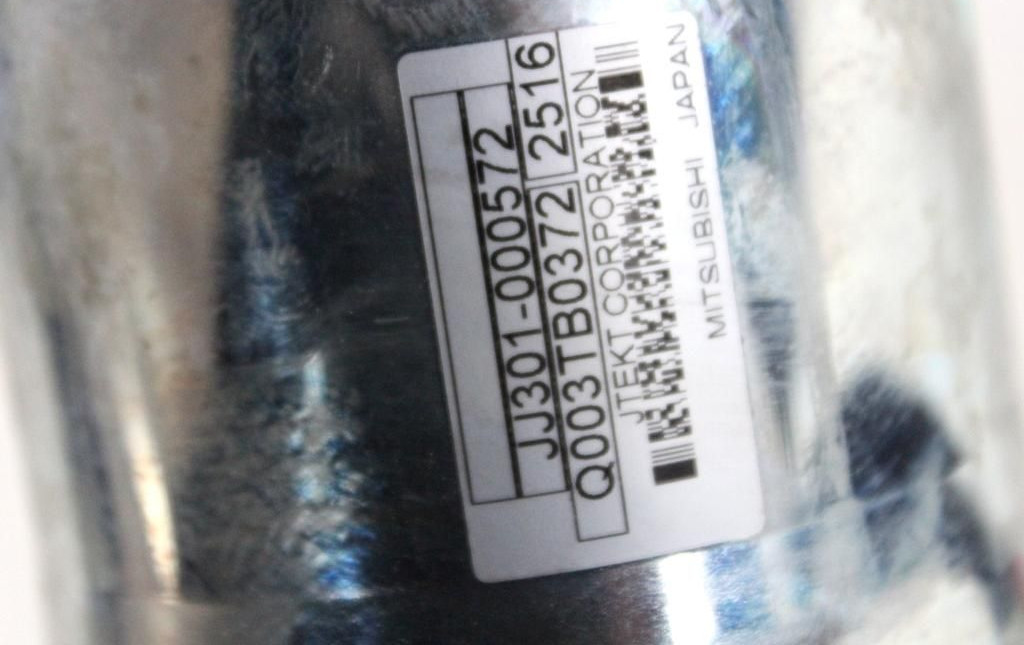 JJ301-000572
Q003TB0372 2516
JTEKT CORPORATION
MITSUBISHI JAPAN